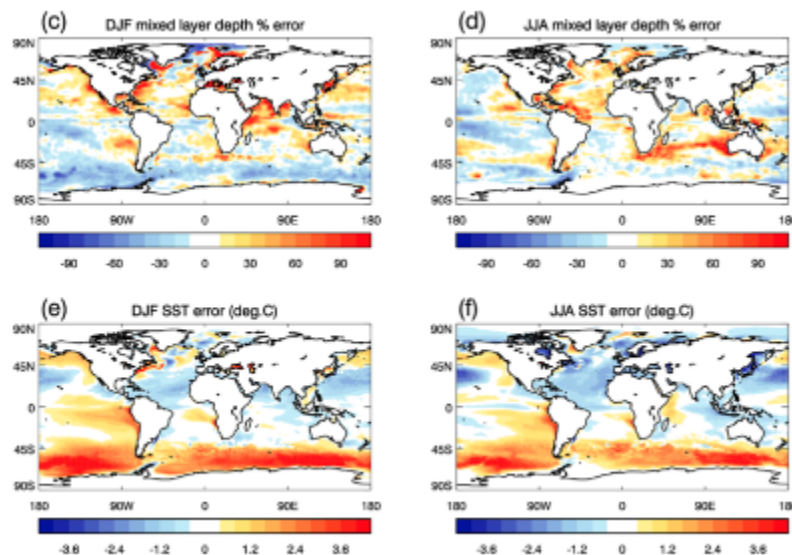 (c) DJF mixed layer depth % error
90N
45N
0
45S
90S
180 90W 0 90E 180
-90 -60 -30 0 30 60 90
(d) JJA mixed layer depth % error
90N
45N
0
45S
90S
180 90W 0 90E 180
-90 -60 -30 0 30 60 90
(e) DJF SST error (deg.C)
90N
45N
0
45S
90S
180 90W 0 90E 180
-3.6 -2.4 -1.2 0 1.2 2.4 3.6
(f) JJA SST error (deg.C)
90N
45N
0
45S
90S
180 90W 0 90E 180
-3.6 -2.4 -1.2 0 1.2 2.4 3.6